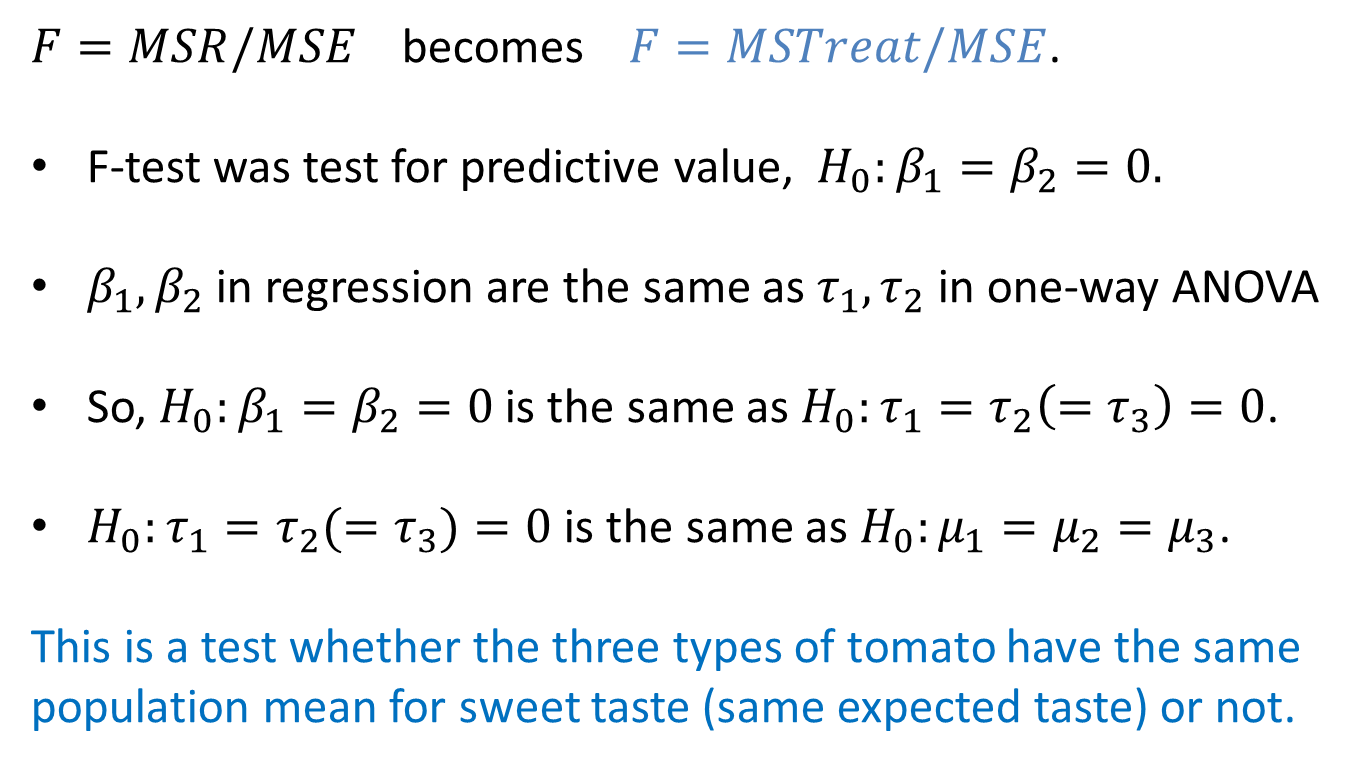 F = MSR/MSE becomes F = MSTreat/MSE.
• F-test was test for predictive value, H₀: β₁ = β₂ = 0.
• β₁, β₂ in regression are the same as τ₁, τ₂ in one-way ANOVA
• So, H₀: β₁ = β₂ = 0 is the same as H₀: τ₁ = τ₂(= τ₃) = 0.
• H₀: τ₁ = τ₂(= τ₃) = 0 is the same as H₀: μ₁ = μ₂ = μ₃.
This is a test whether the three types of tomato have the same
population mean for sweet taste (same expected taste) or not.